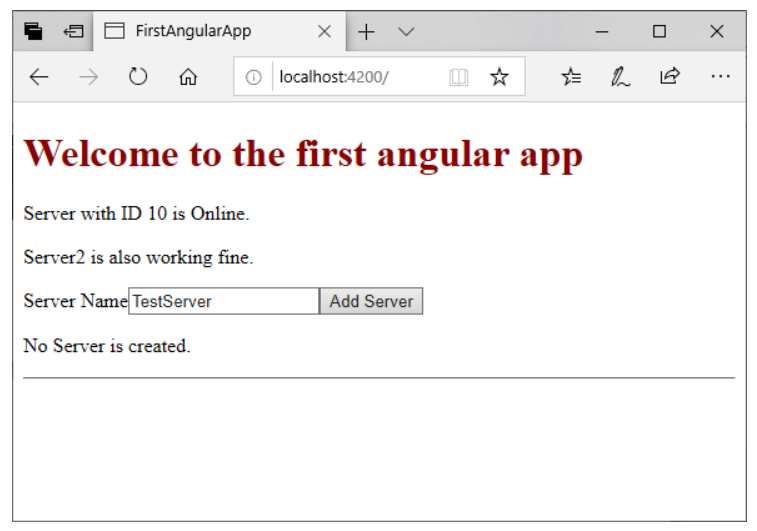 FirstAngularApp
localhost:4200/
Welcome to the first angular app
Server with ID 10 is Online.
Server2 is also working fine.
Server Name TestServer Add Server
No Server is created.